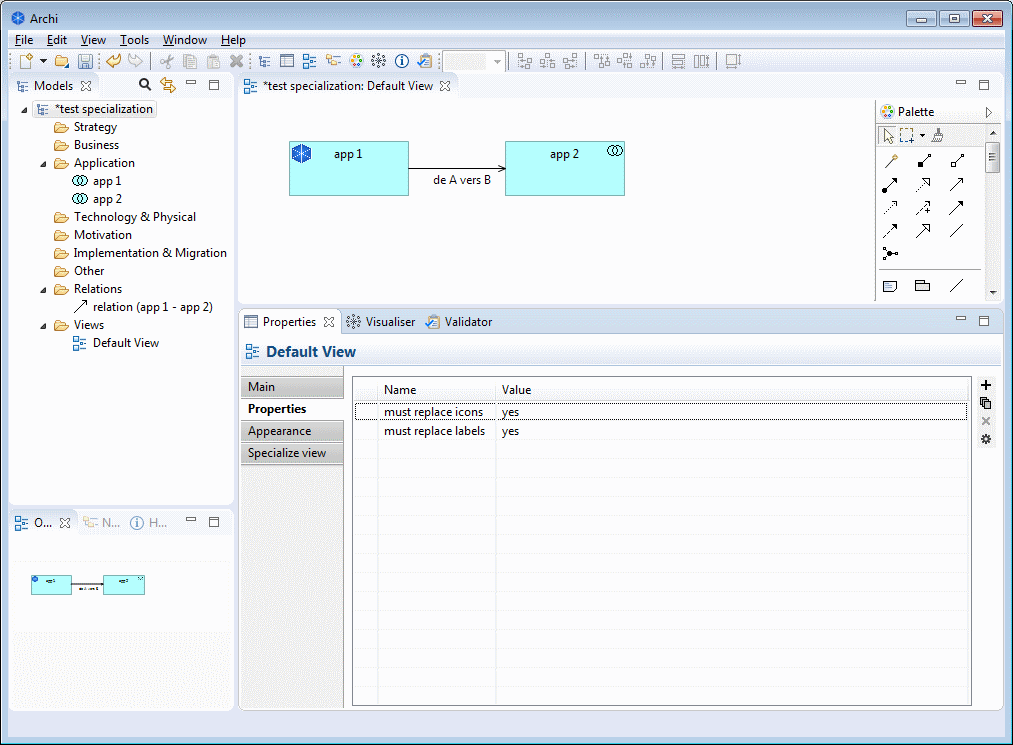 Archi
File Edit View Tools Window Help
Models
*test specialization
Strategy
Business
Application
app 1
app 2
Technology & Physical
Motivation
Implementation & Migration
Other
Relations
relation (app 1 - app 2)
Views
Default View
O... N... H...
*test specialization: Default View
app 1
de A vers B
app 2
Palette
Properties Visualiser Validator
Default View
Main
Properties
Appearance
Specialize view
Name Value
must replace icons yes
must replace labels yes